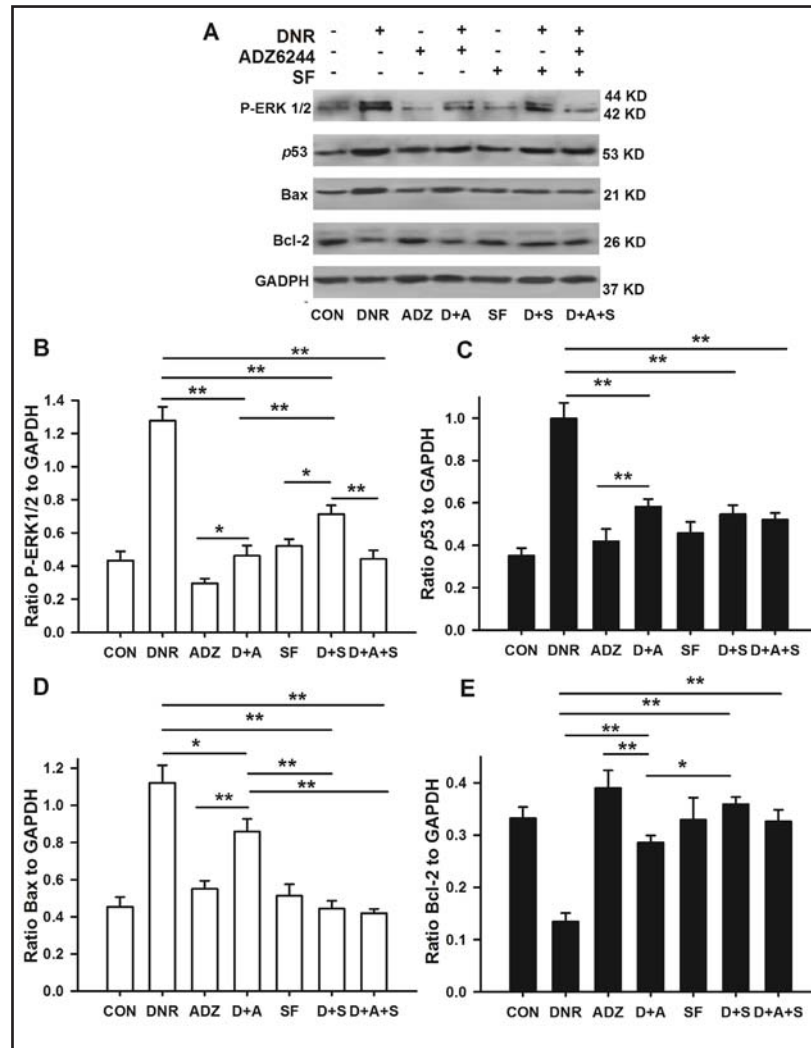 A
DNR - + - + - + +
ADZ6244 - - + + - - +
SF - - - - + + +
P-ERK 1/2 44 KD
42 KD
p53 53 KD
Bax 21 KD
Bcl-2 26 KD
GADPH 37 KD
CON DNR ADZ D+A SF D+S D+A+S
B
**
**
** **
* **
*
Ratio P-ERK1/2 to GAPDH
1.4
1.2
1.0
0.8
0.6
0.4
0.2
0.0
CON DNR ADZ D+A SF D+S D+A+S
C
**
**
**
**
Ratio p53 to GAPDH
1.0
0.8
0.6
0.4
0.2
0.0
CON DNR ADZ D+A SF D+S D+A+S
D
**
**
* **
** **
Ratio Bax to GAPDH
1.2
1.0
0.8
0.6
0.4
0.2
0.0
CON DNR ADZ D+A SF D+S D+A+S
E
**
**
**
** *
Ratio Bcl-2 to GAPDH
0.4
0.3
0.2
0.1
0.0
CON DNR ADZ D+A SF D+S D+A+S